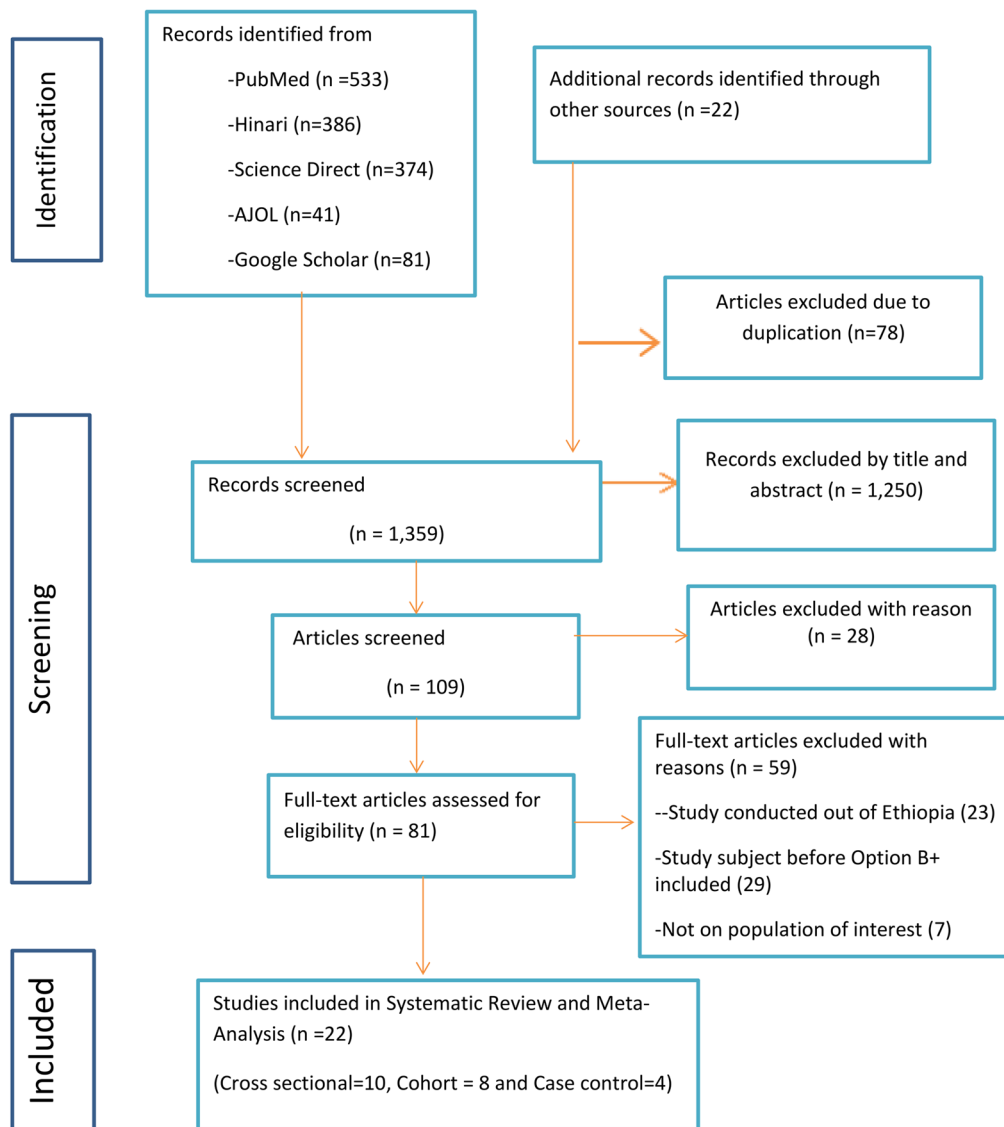 Identification
Records identified from
-PubMed (n =533)
-Hinari (n=386)
-Science Direct (n=374)
-AJOL (n=41)
-Google Scholar (n=81)
Additional records identified through
other sources (n =22)
Articles excluded due to
duplication (n=78)
Screening
Records screened
(n = 1,359)
Records excluded by title and
abstract (n = 1,250)
Articles screened
(n = 109)
Articles excluded with reason
(n = 28)
Full-text articles assessed for
eligibility (n = 81)
Full-text articles excluded with
reasons (n = 59)
--Study conducted out of Ethiopia (23)
-Study subject before Option B+
included (29)
-Not on population of interest (7)
Included
Studies included in Systematic Review and Meta-
Analysis (n =22)
(Cross sectional=10, Cohort = 8 and Case control=4)